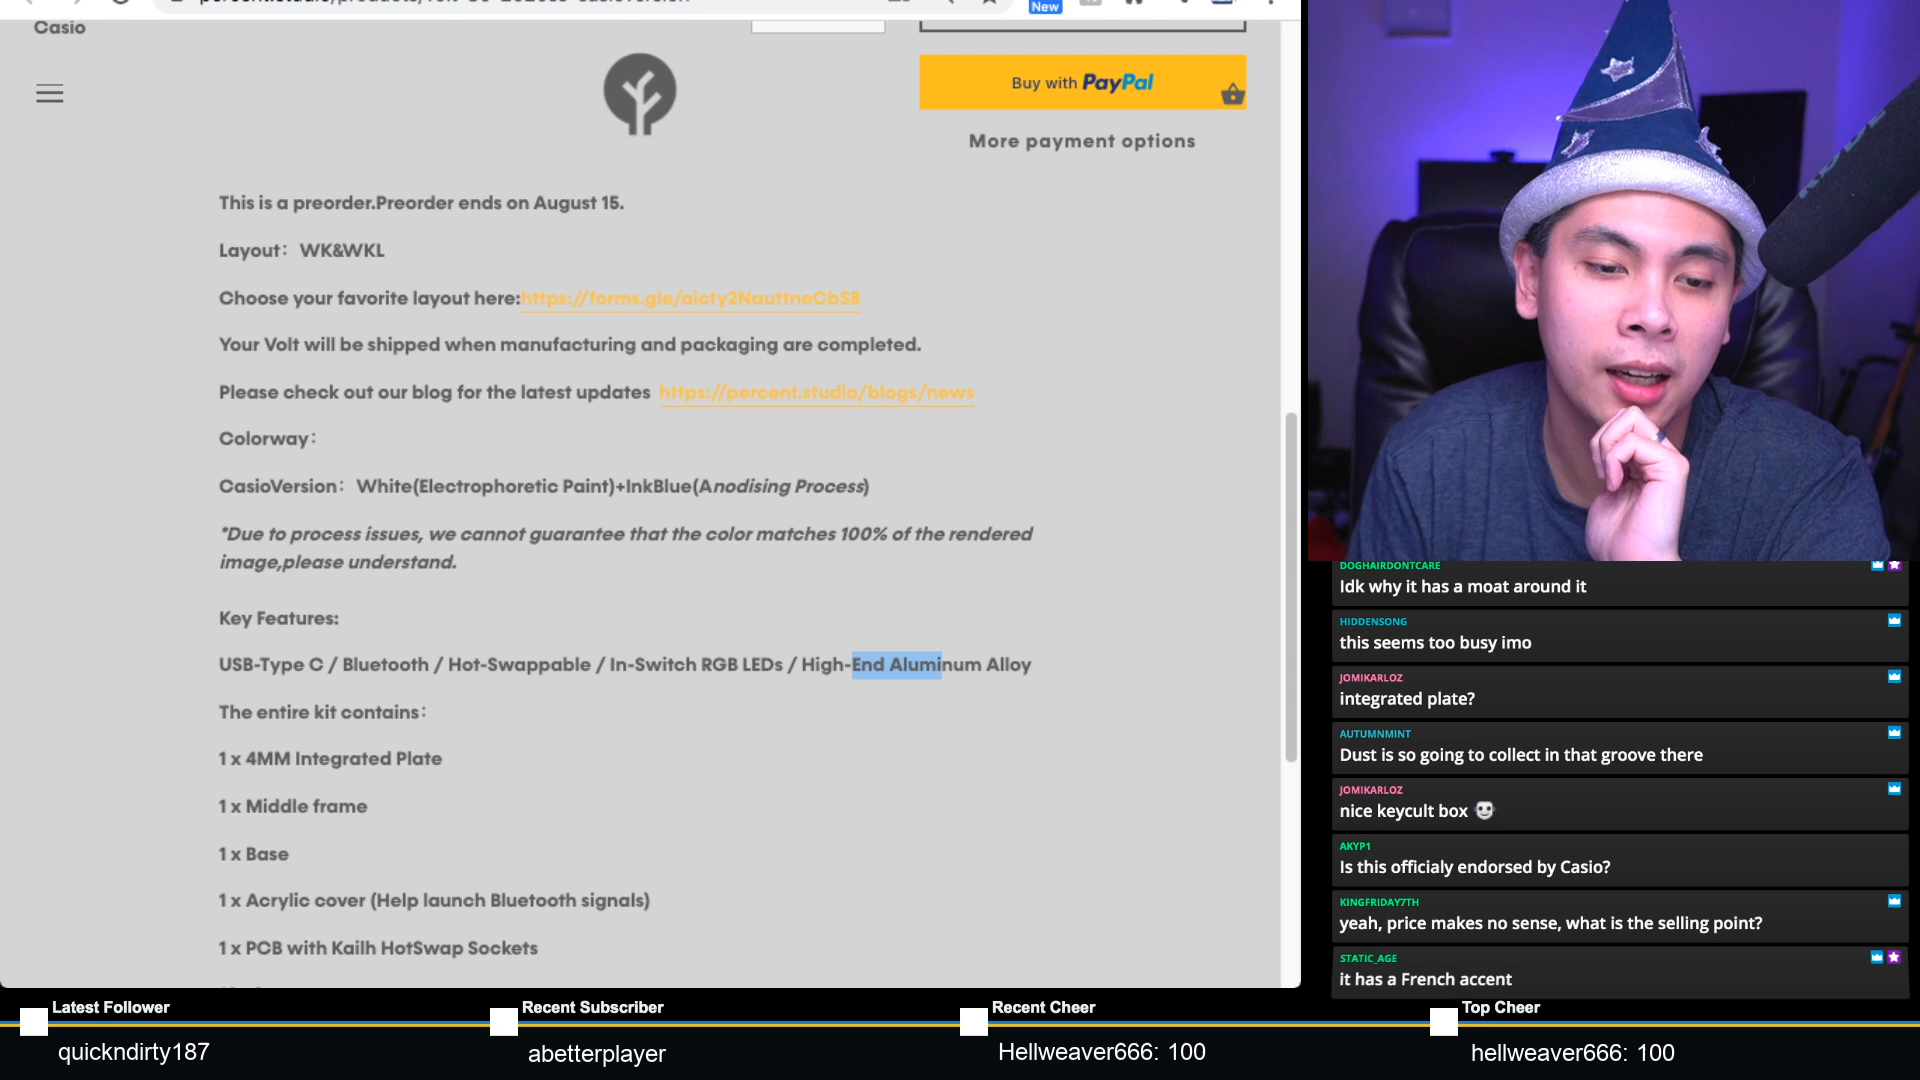 New
Casio
Buy with PayPal
More payment options
This is a preorder.Preorder ends on August 15.
Layout： WK&WKL
Choose your favorite layout here:https://forms.gle/aicty2NauttneCbS8
Your Volt will be shipped when manufacturing and packaging are completed.
Please check out our blog for the latest updates https://percent.studio/blogs/news
Colorway：
CasioVersion： White(Electrophoretic Paint)+InkBlue(Anodising Process)
*Due to process issues, we cannot guarantee that the color matches 100% of the rendered
image,please understand.
Key Features:
USB-Type C / Bluetooth / Hot-Swappable / In-Switch RGB LEDs / High-End Aluminum Alloy
The entire kit contains：
1 x 4MM Integrated Plate
1 x Middle frame
1 x Base
1 x Acrylic cover (Help launch Bluetooth signals)
1 x PCB with Kailh HotSwap Sockets
DOGHAIRDONTCARE
Idk why it has a moat around it
HIDDENSONG
this seems too busy imo
JOMIKARLOZ
integrated plate?
AUTUMNMINT
Dust is so going to collect in that groove there
JOMIKARLOZ
nice keycult box
AKYP1
Is this officialy endorsed by Casio?
KINGFRIDAY7TH
yeah, price makes no sense, what is the selling point?
STATIC_AGE
it has a French accent
Latest Follower
quickndirty187
Recent Subscriber
abetterplayer
Recent Cheer
Hellweaver666: 100
Top Cheer
hellweaver666: 100